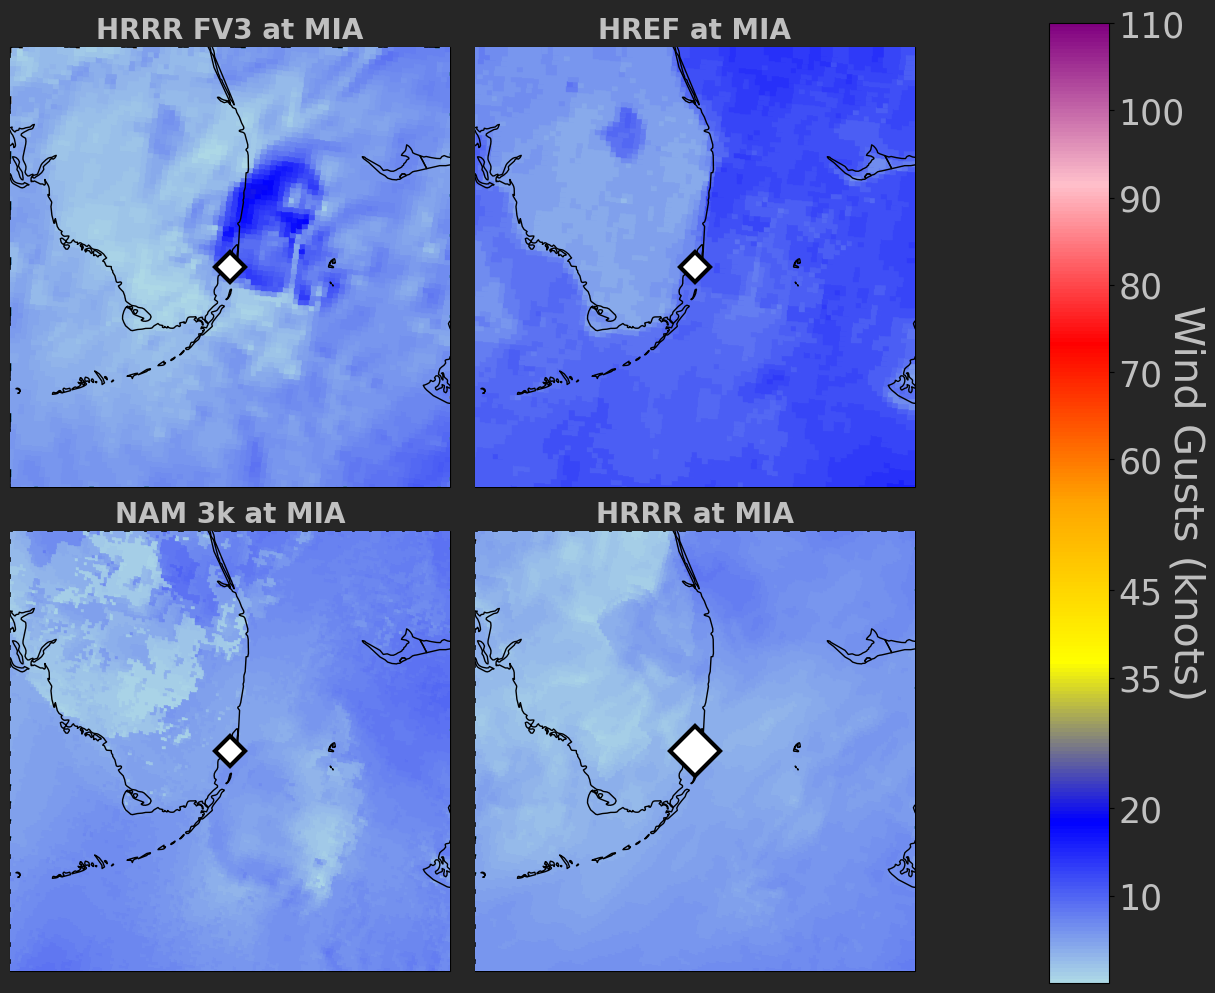 HRRR FV3 at MIA
HREF at MIA
NAM 3k at MIA
HRRR at MIA
110
100
90
80
70
60
45
35
20
10
Wind Gusts (knots)